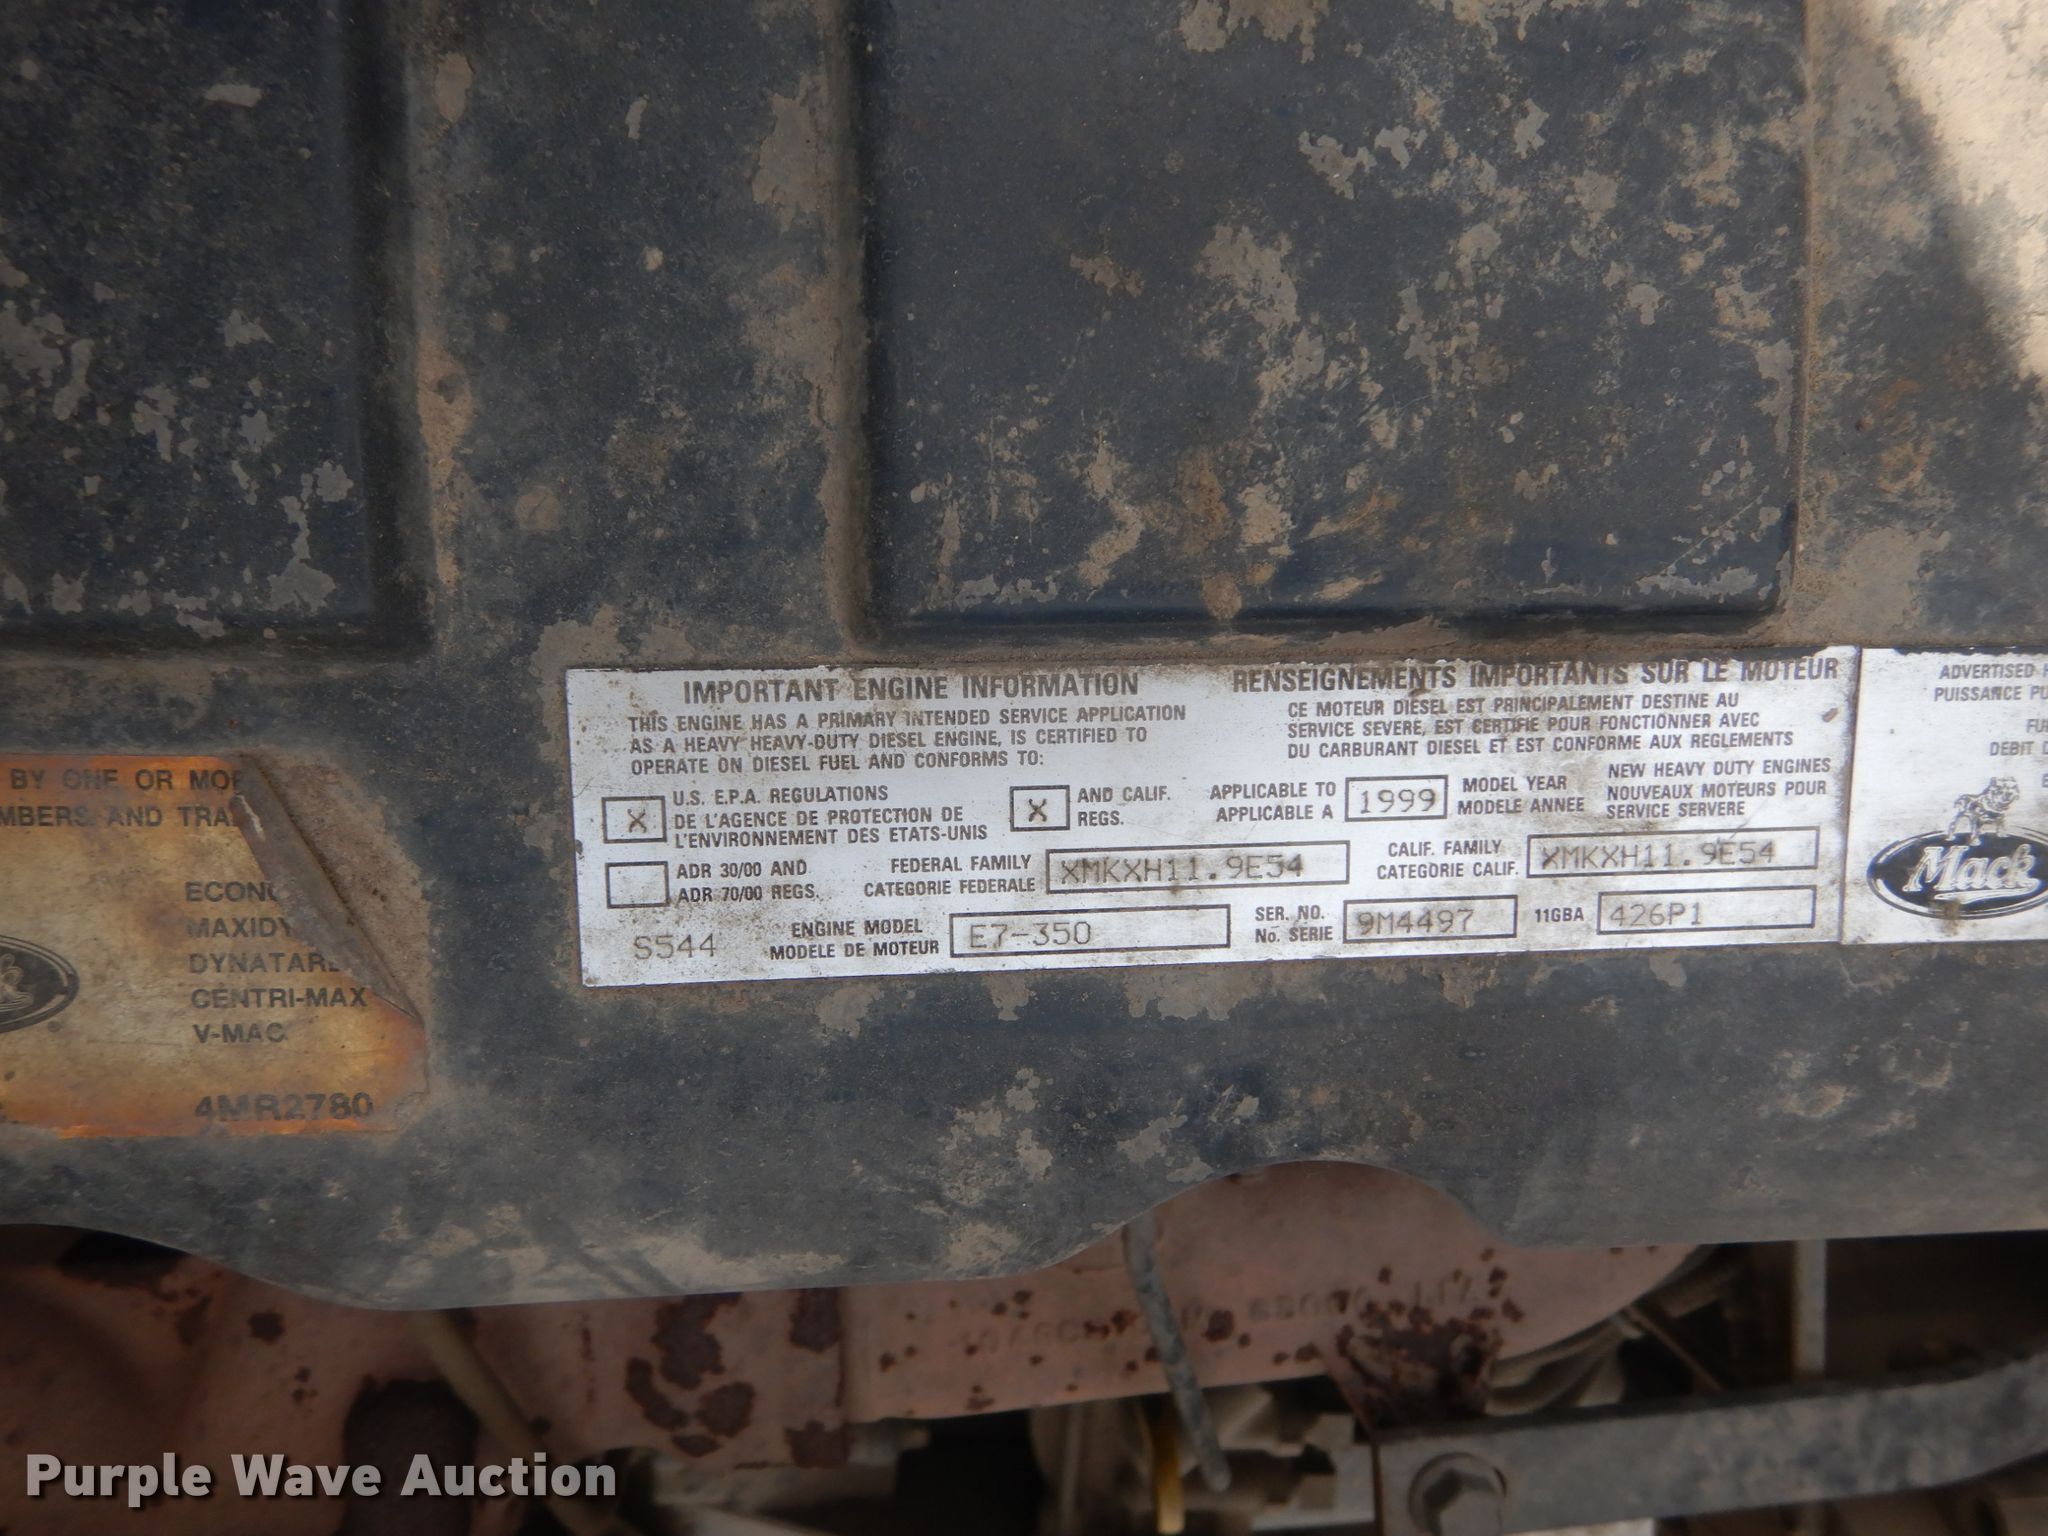 IMPORTANT ENGINE INFORMATION
THIS ENGINE HAS A PRIMARY INTENDED SERVICE APPLICATION
AS A HEAVY HEAVY-DUTY DIESEL ENGINE, IS CERTIFIED TO
OPERATE ON DIESEL FUEL AND CONFORMS TO:
RENSEIGNEMENTS IMPORTANTS SUR LE MOTEUR
CE MOTEUR DIESEL EST PRINCIPALEMENT DESTINE AU
SERVICE SEVERE, EST CERTIFIE POUR FONCTIONNER AVEC
DU CARBURANT DIESEL ET EST CONFORME AUX REGLEMENTS
X U.S. E.P.A. REGULATIONS
DE L'AGENCE DE PROTECTION DE
L'ENVIRONNEMENT DES ETATS-UNIS
X AND CALIF.
REGS.
APPLICABLE TO
APPLICABLE A
1999
MODEL YEAR
MODELE ANNEE
NEW HEAVY DUTY ENGINES
NOUVEAUX MOTEURS POUR
SERVICE SERVERE
ADR 30/00 AND
ADR 70/00 REGS.
FEDERAL FAMILY
CATEGORIE FEDERALE
XMKXH11.9E54
CALIF. FAMILY
CATEGORIE CALIF.
XMKXH11.9E54
S544
ENGINE MODEL
MODELE DE MOTEUR
E7-350
SER. NO.
No. SERIE
9M4497
11GBA
426P1
ADVERTISED
PUISSANCE
DEBIT
Mack
BY ONE OR
AND
MAXIDY
DYNATAR
CENTRI-MAX
V-MAC
4MR2780
Purple Wave Auction